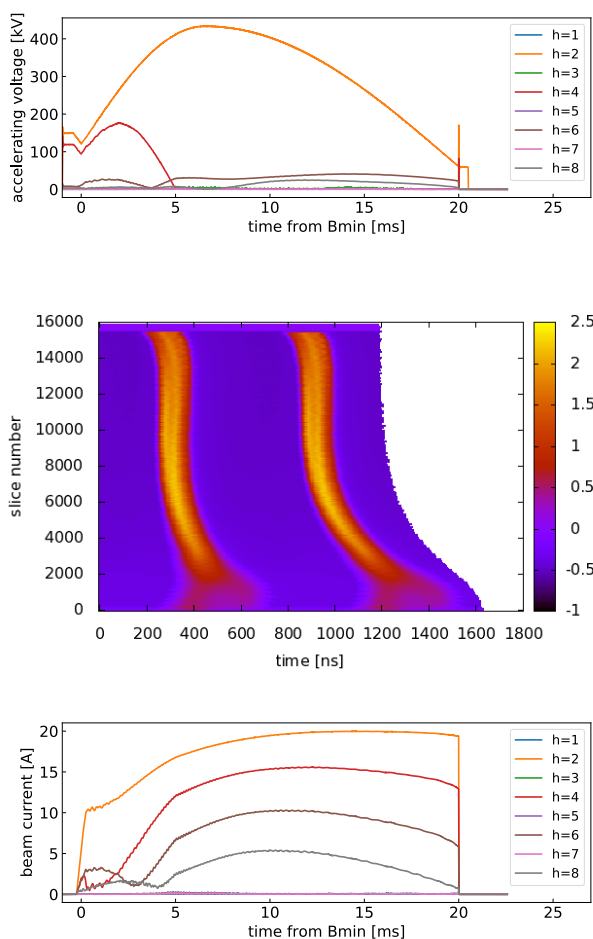 accelerating voltage [kV]
400
300
200
100
0
h=1
h=2
h=3
h=4
h=5
h=6
h=7
h=8
0 5 10 15 20 25
time from Bmin [ms]
slice number
16000
14000
12000
10000
8000
6000
4000
2000
0
2.5
2
1.5
1
0.5
0
-0.5
-1
0 200 400 600 800 1000 1200 1400 1600 1800
time [ns]
beam current [A]
20
15
10
5
0
h=1
h=2
h=3
h=4
h=5
h=6
h=7
h=8
0 5 10 15 20 25
time from Bmin [ms]